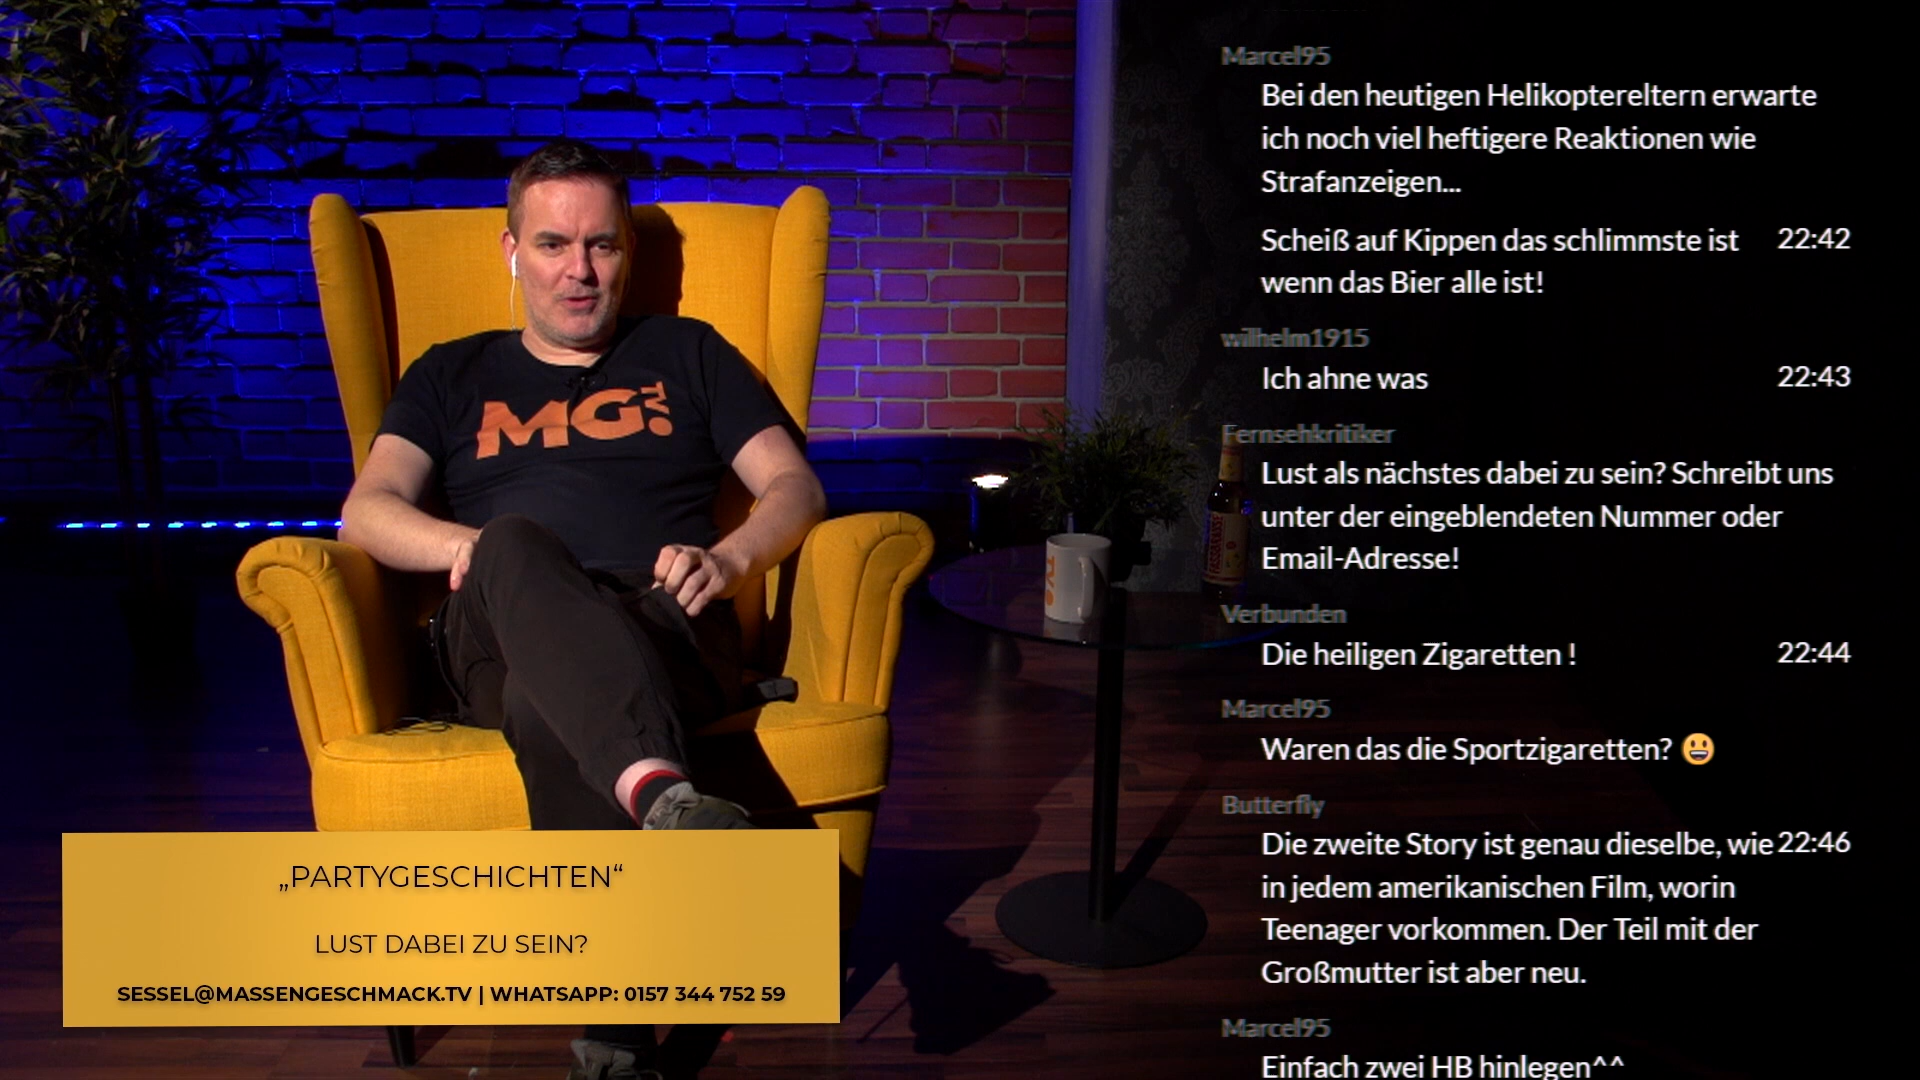 MG.TV
„PARTYGESCHICHTEN“
LUST DABEI ZU SEIN?
SESSEL@MASSENGESCHMACK.TV | WHATSAPP: 0157 344 752 59
TV
Marcel95
Bei den heutigen Helikoptereltern erwarte
ich noch viel heftigere Reaktionen wie
Strafanzeigen...
Scheiß auf Kippen das schlimmste ist 22:42
wenn das Bier alle ist!
wilhelm1915
Ich ahne was 22:43
Fernsehkritiker
Lust als nächstes dabei zu sein? Schreibt uns
unter der eingeblendeten Nummer oder
Email-Adresse!
Verbunden
Die heiligen Zigaretten ! 22:44
Marcel95
Waren das die Sportzigaretten? 😃
Butterfly
Die zweite Story ist genau dieselbe, wie 22:46
in jedem amerikanischen Film, worin
Teenager vorkommen. Der Teil mit der
Großmutter ist aber neu.
Marcel95
Einfach zwei HB hinlegen^^